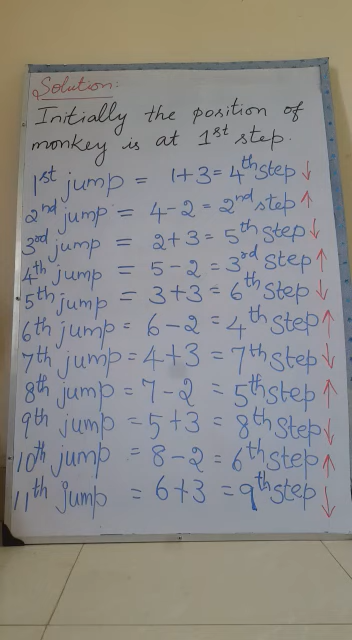 Solution:
Initially the position of
monkey is at 1st step.
1st jump = 1+3 = 4th step ↓
2nd jump = 4-2 = 2nd step ↑
3rd jump = 2+3 = 5th step ↓
4th jump = 5-2 = 3rd step ↑
5th jump = 3+3 = 6th step ↓
6th jump = 6-2 = 4th step ↑
7th jump = 4+3 = 7th step ↓
8th jump = 7-2 = 5th step ↑
9th jump = 5+3 = 8th step ↓
10th jump = 8-2 = 6th step ↑
11th jump = 6+3 = 9th step ↓